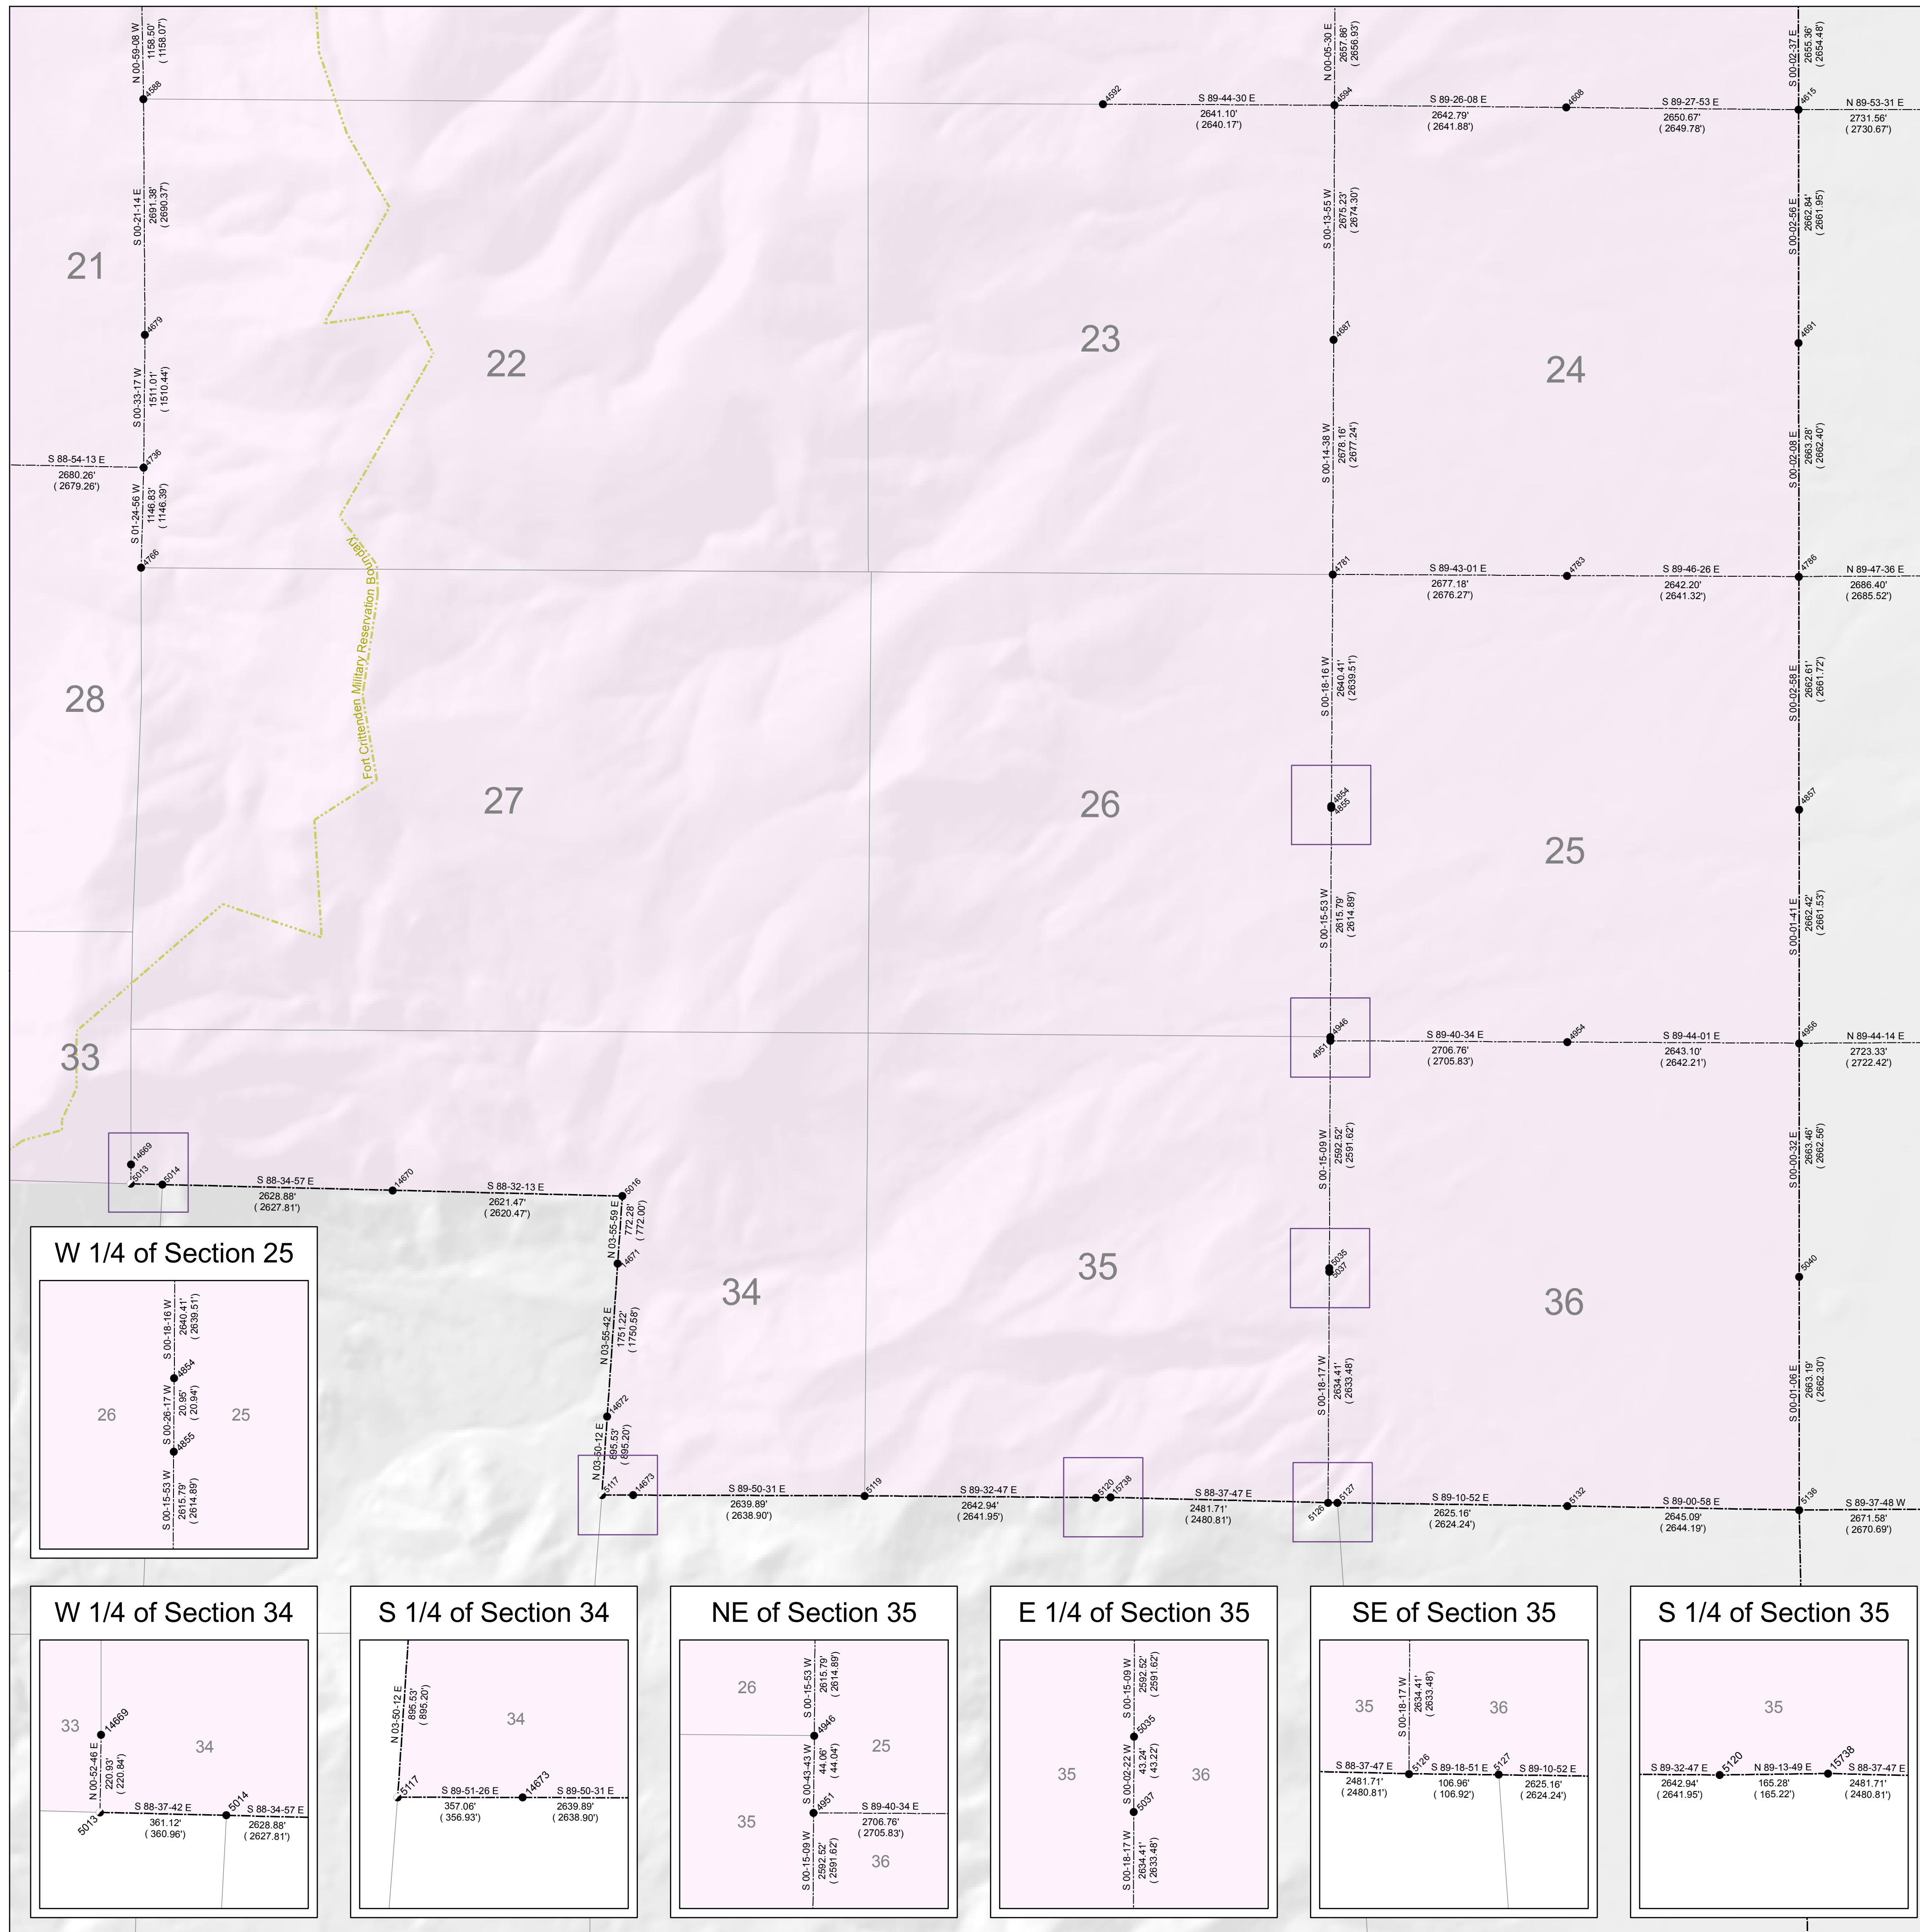 N 00-59-08 W
1158.50'
( 1158.07')
N 00-05-30 E
2657.86'
( 2656.93')
S 00-02-37 E
2655.36'
( 2654.48')
4588
4592
S 89-44-30 E
2641.10'
( 2640.17')
4594
S 89-26-08 E
2642.79'
( 2641.88')
4608
S 89-27-53 E
2650.67'
( 2649.78')
4615
N 89-53-31 E
2731.56'
( 2730.67')
S 00-21-14 E
2691.38'
( 2690.37')
S 00-13-55 W
2675.23'
( 2674.30')
S 00-02-56 E
2662.84'
( 2661.95')
21
22
23
24
4679
4687
4691
S 00-33-17 W
1511.01'
( 1510.44')
S 00-14-38 W
2678.16'
( 2677.24')
S 00-02-08 E
2663.28'
( 2662.40')
S 88-54-13 E
2680.26'
( 2679.26')
4736
S 01-24-56 W
1146.83'
( 1146.39')
4766
4781
S 89-43-01 E
2677.18'
( 2676.27')
4783
S 89-46-26 E
2642.20'
( 2641.32')
4786
N 89-47-36 E
2686.40'
( 2685.52')
Fort Crittenden Military Reservation Boundary
28
27
26
25
S 00-18-16 W
2640.41'
( 2639.51')
S 00-02-58 E
2662.61'
( 2661.72')
4854
4855
4857
S 00-15-53 W
2615.79'
( 2614.89')
S 00-01-41 E
2662.42'
( 2661.53')
33
4946
4951
S 89-40-34 E
2706.76'
( 2705.83')
4954
S 89-44-01 E
2643.10'
( 2642.21')
4956
N 89-44-14 E
2723.33'
( 2722.42')
S 00-15-09 W
2592.52'
( 2591.62')
S 00-00-32 E
2663.46'
( 2662.56')
14669
5013
5014
S 88-34-57 E
2628.88'
( 2627.81')
14670
S 88-32-13 E
2621.47'
( 2620.47')
5016
N 03-55-59 E
772.28'
( 772.00')
14671
34
35
36
5035
5037
5040
N 03-55-42 E
1751.22'
( 1750.58')
S 00-18-17 W
2634.41'
( 2633.48')
S 00-01-06 E
2663.19'
( 2662.30')
14672
N 03-50-12 E
895.53'
( 895.20')
5117
14673
S 89-50-31 E
2639.89'
( 2638.90')
5119
S 89-32-47 E
2642.94'
( 2641.95')
5120
15738
S 88-37-47 E
2481.71'
( 2480.81')
5126
5127
S 89-10-52 E
2625.16'
( 2624.24')
5132
S 89-00-58 E
2645.09'
( 2644.19')
5136
S 89-37-48 W
2671.58'
( 2670.69')
W 1/4 of Section 25
S 00-18-16 W
2640.41'
( 2639.51')
4854
26
S 00-26-17 W
20.95'
( 20.94')
25
4855
S 00-15-53 W
2615.79'
( 2614.89')
W 1/4 of Section 34
33
14669
34
N 00-52-46 E
220.93'
( 220.84')
5013
S 88-37-42 E
361.12'
( 360.96')
5014
S 88-34-57 E
2628.88'
( 2627.81')
S 1/4 of Section 34
N 03-50-12 E
895.53'
( 895.20')
34
5117
S 89-51-26 E
357.06'
( 356.93')
14673
S 89-50-31 E
2639.89'
( 2638.90')
NE of Section 35
S 00-15-53 W
2615.79'
( 2614.89')
26
4946
25
S 00-43-43 W
44.06'
( 44.04')
4951
35
S 89-40-34 E
2706.76'
( 2705.83')
S 00-15-09 W
2592.52'
( 2591.62')
36
E 1/4 of Section 35
S 00-15-09 W
2592.52'
( 2591.62')
5035
35
S 00-02-22 W
43.24'
( 43.22')
36
5037
S 00-18-17 W
2634.41'
( 2633.48')
SE of Section 35
35
S 00-18-17 W
2634.41'
( 2633.48')
36
S 88-37-47 E
2481.71'
( 2480.81')
5126
S 89-18-51 E
106.96'
( 106.92')
5127
S 89-10-52 E
2625.16'
( 2624.24')
S 1/4 of Section 35
35
S 89-32-47 E
2642.94'
( 2641.95')
5120
N 89-13-49 E
165.28'
( 165.22')
15738
S 88-37-47 E
2481.71'
( 2480.81')